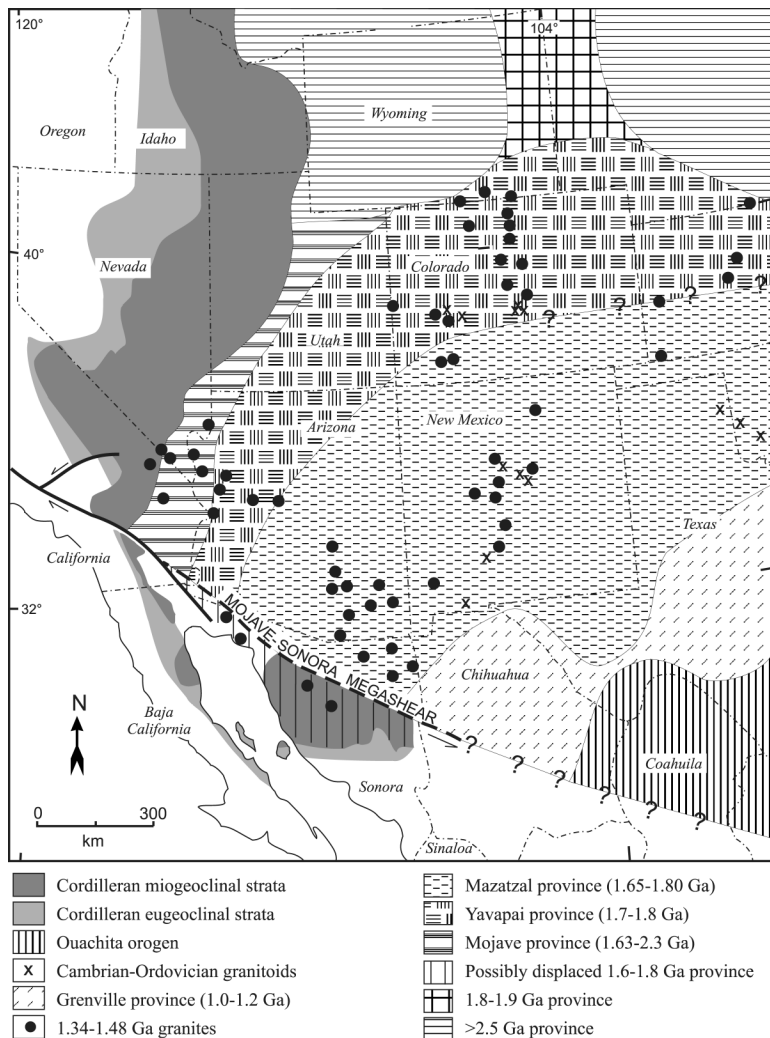 120°
104°
Wyoming
Oregon
Idaho
40°
Nevada
Colorado
?
?
?
?
Utah
Arizona
New Mexico
Texas
California
32°
MOJAVE-SONORA MEGASHEAR
Chihuahua
N
Baja
California
?
?
?
?
?
?
Coahuila
Sonora
0 300
km
Sinaloa
Cordilleran miogeoclinal strata
Cordilleran eugeoclinal strata
Ouachita orogen
x Cambrian-Ordovician granitoids
Grenville province (1.0-1.2 Ga)
1.34-1.48 Ga granites
Mazatzal province (1.65-1.80 Ga)
Yavapai province (1.7-1.8 Ga)
Mojave province (1.63-2.3 Ga)
Possibly displaced 1.6-1.8 Ga province
1.8-1.9 Ga province
>2.5 Ga province